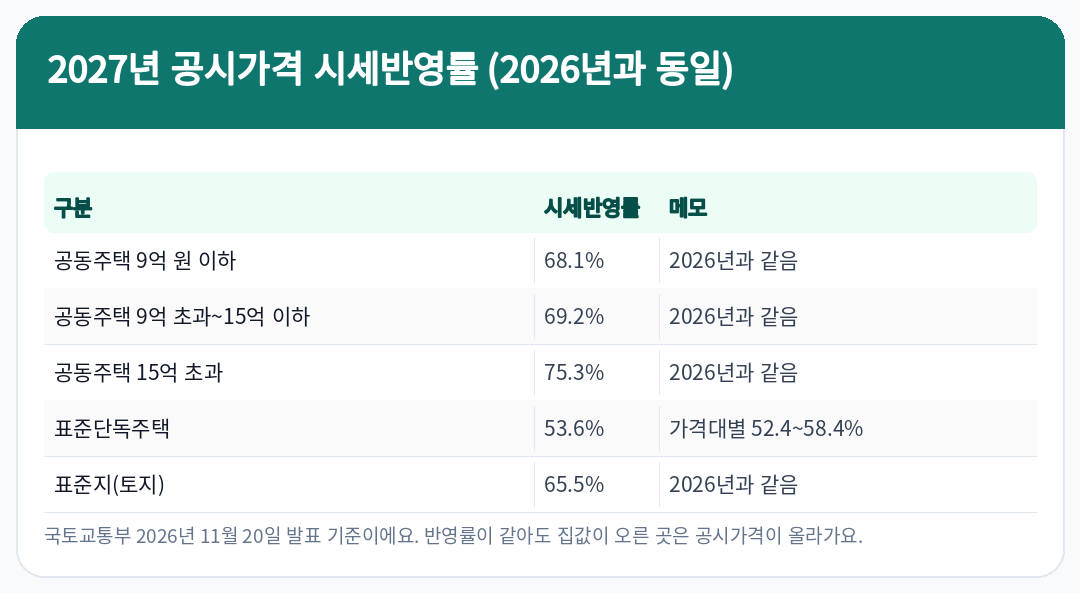 2027년 공시가격 시세반영률 (2026년과 동일)
구분 시세반영률 메모
공동주택 9억 원 이하 68.1% 2026년과 같음
공동주택 9억 초과~15억 이하 69.2% 2026년과 같음
공동주택 15억 초과 75.3% 2026년과 같음
표준단독주택 53.6% 가격대별 52.4~58.4%
표준지(토지) 65.5% 2026년과 같음
국토교통부 2026년 11월 20일 발표 기준이에요. 반영률이 같아도 집값이 오른 곳은 공시가격이 올라가요.